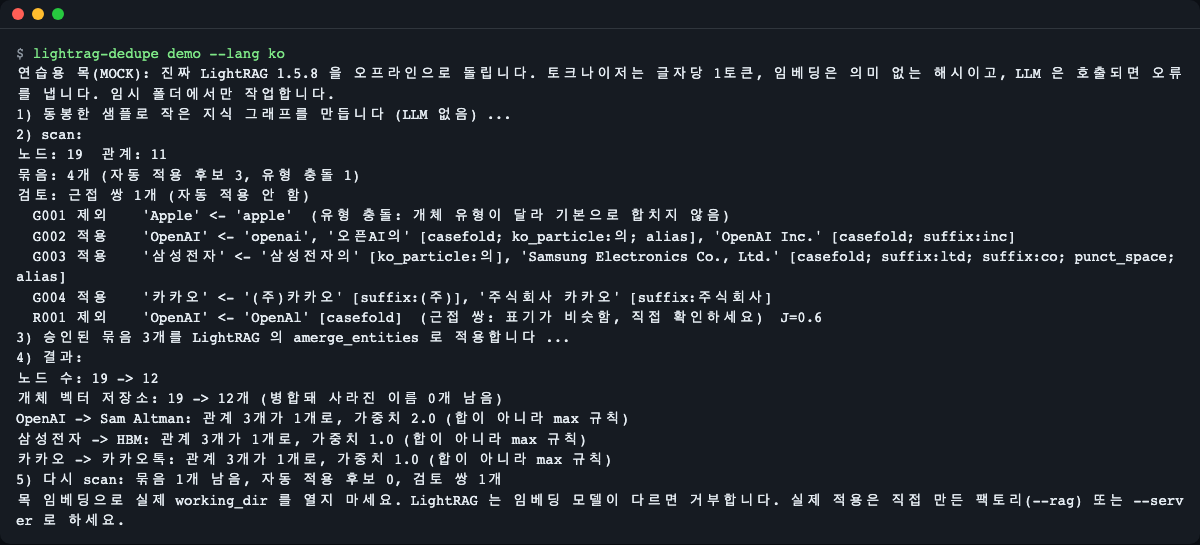 $ lightrag-dedupe demo --lang ko
연습용 목(MOCK): 진짜 LightRAG 1.5.8 을 오프라인으로 돌립니다. 토크나이저는 글자당 1토큰, 임베딩은 의미 없는 해시이고, LLM 은 호출되면 오류
를 냅니다. 임시 폴더에서만 작업합니다.
1) 동봉한 샘플로 작은 지식 그래프를 만듭니다 (LLM 없음) ...
2) scan:
노드: 19  관계: 11
묶음: 4개 (자동 적용 후보 3, 유형 충돌 1)
검토: 근접 쌍 1개 (자동 적용 안 함)
  G001 제외    'Apple' <- 'apple'  (유형 충돌: 개체 유형이 달라 기본으로 합치지 않음)
  G002 적용    'OpenAI' <- 'openai', '오픈AI의' [casefold; ko_particle:의; alias], 'OpenAI Inc.' [casefold; suffix:inc]
  G003 적용    '삼성전자' <- '삼성전자의' [ko_particle:의], 'Samsung Electronics Co., Ltd.' [casefold; suffix:ltd; suffix:co; punct_space;
alias]
  G004 적용    '카카오' <- '(주)카카오' [suffix:(주)], '주식회사 카카오' [suffix:주식회사]
  R001 제외    'OpenAI' <- 'OpenAl' [casefold]  (근접 쌍: 표기가 비슷함, 직접 확인하세요)  J=0.6
3) 승인된 묶음 3개를 LightRAG 의 amerge_entities 로 적용합니다 ...
4) 결과:
노드 수: 19 -> 12
개체 벡터 저장소: 19 -> 12개 (병합돼 사라진 이름 0개 남음)
OpenAI -> Sam Altman: 관계 3개가 1개로, 가중치 2.0 (합이 아니라 max 규칙)
삼성전자 -> HBM: 관계 3개가 1개로, 가중치 1.0 (합이 아니라 max 규칙)
카카오 -> 카카오톡: 관계 3개가 1개로, 가중치 1.0 (합이 아니라 max 규칙)
5) 다시 scan: 묶음 1개 남음, 자동 적용 후보 0, 검토 쌍 1개
목 임베딩으로 실제 working_dir 를 열지 마세요. LightRAG 는 임베딩 모델이 다르면 거부합니다. 실제 적용은 직접 만든 팩토리(--rag) 또는 --serv
er 로 하세요.